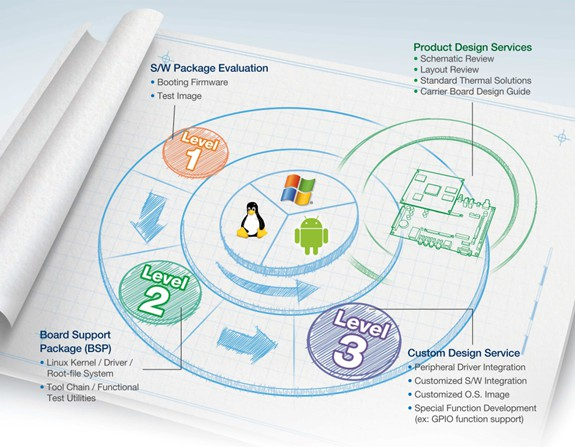 S/W Package Evaluation
• Booting Firmware
• Test Image
Product Design Services
• Schematic Review
• Layout Review
• Standard Thermal Solutions
• Carrier Board Design Guide
Level
1
Level
2
Level
3
Board Support
Package (BSP)
• Linux Kernel / Driver /
Root-file System
• Tool Chain / Functional
Test Utilities
Custom Design Service
• Peripheral Driver Integration
• Customized S/W Integration
• Customized O.S. Image
• Special Function Development
(ex: GPIO function support)